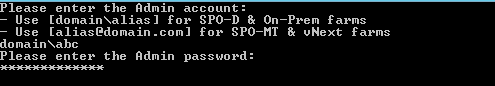 Please enter the Admin account:
- Use [domain\alias] for SPO-D & On-Prem farms
- Use [alias@domain.com] for SPO-MT & vNext farms
domain\abc
Please enter the Admin password:
*************